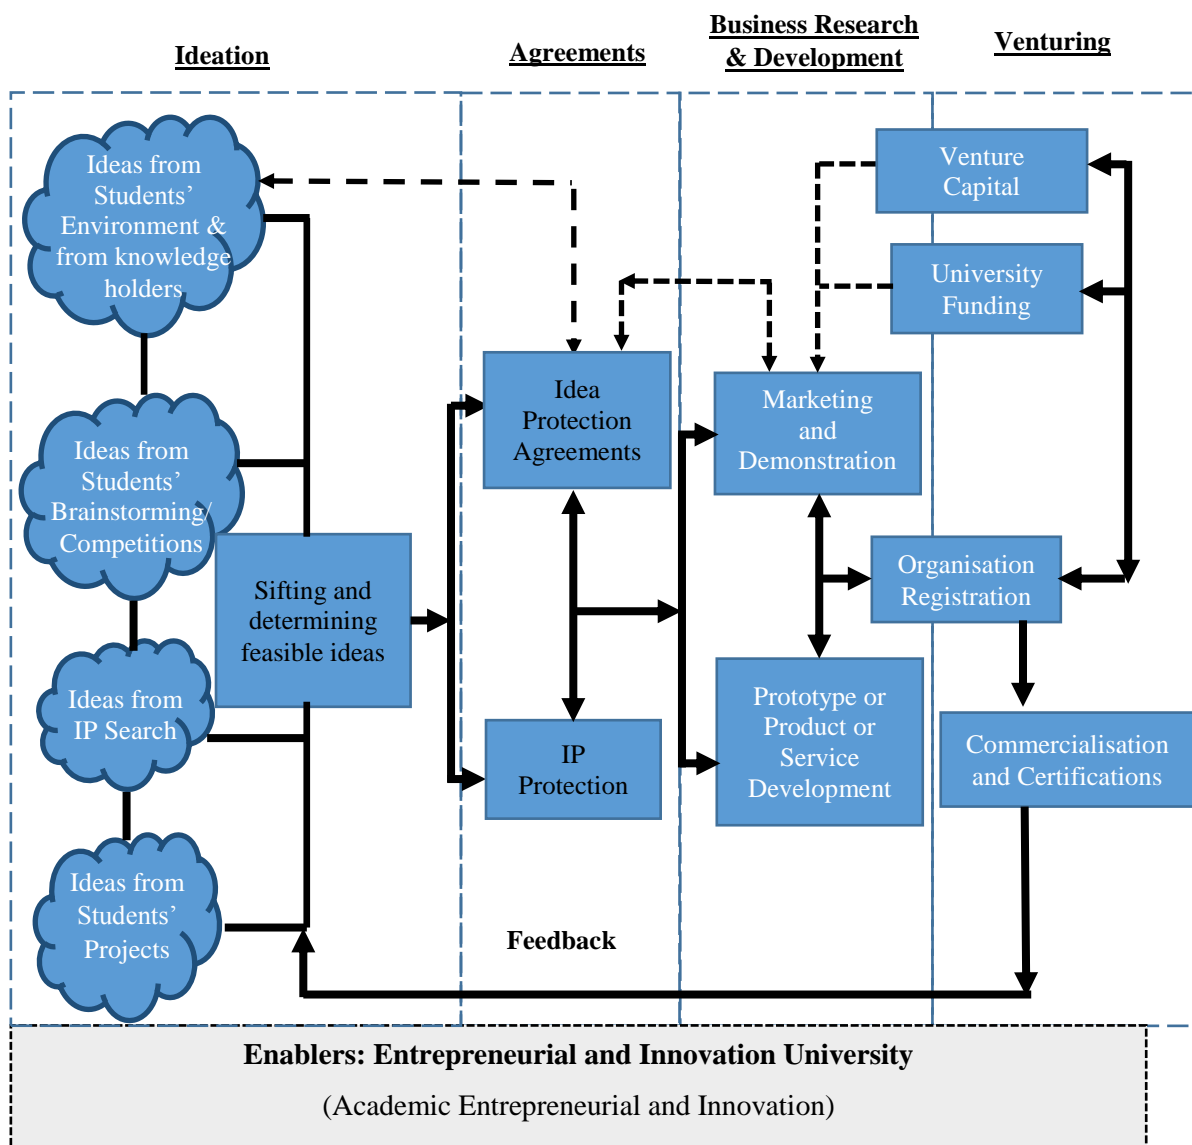 Ideation
Agreements
Business Research
& Development
Venturing
Ideas from
Students’
Environment &
from knowledge
holders
Ideas from
Students’
Brainstorming/
Competitions
Ideas from
IP Search
Ideas from
Students’
Projects
Sifting and
determining
feasible ideas
Idea
Protection
Agreements
IP
Protection
Marketing
and
Demonstration
Prototype or
Product or
Service
Development
Venture
Capital
University
Funding
Organisation
Registration
Commercialisation
and Certifications
Feedback
Enablers: Entrepreneurial and Innovation University
(Academic Entrepreneurial and Innovation)